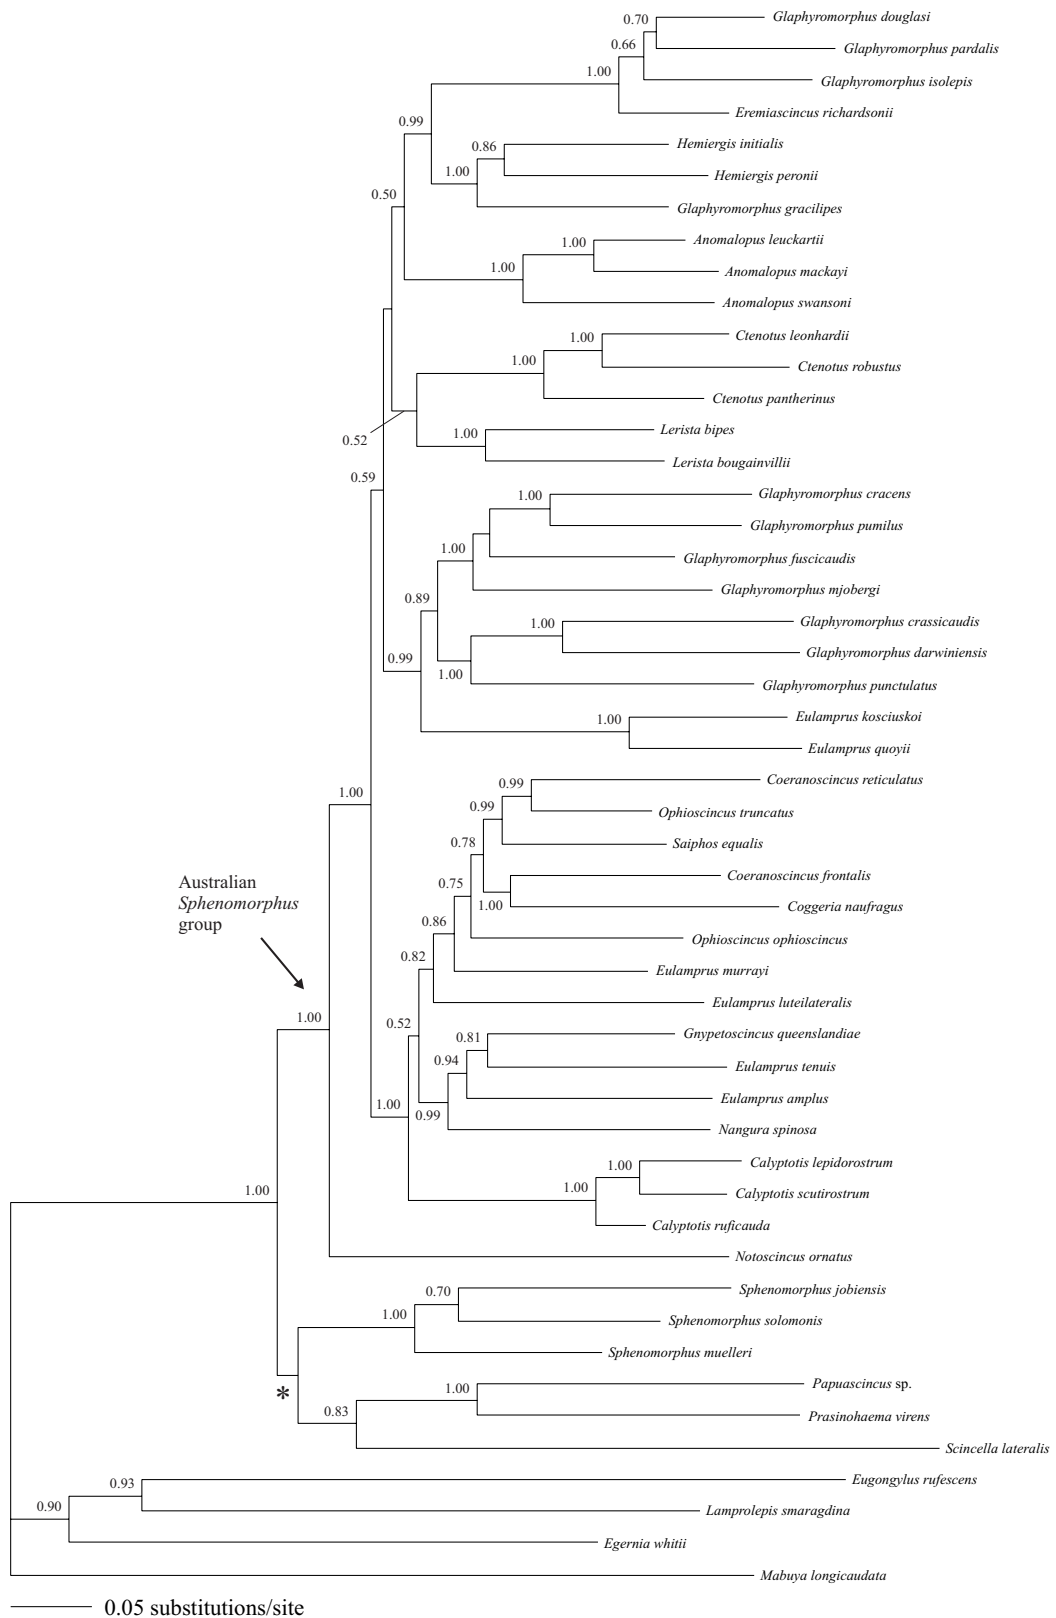 0.70
Glaphyromorphus douglasi
0.66
Glaphyromorphus pardalis
1.00
Glaphyromorphus isolepis
Eremiascincus richardsonii
0.99
0.86
Hemiergis initialis
1.00
Hemiergis peronii
0.50
Glaphyromorphus gracilipes
1.00
Anomalopus leuckartii
1.00
Anomalopus mackayi
Anomalopus swansoni
1.00
Ctenotus leonhardii
1.00
Ctenotus robustus
Ctenotus pantherinus
0.52
1.00
Lerista bipes
Lerista bougainvillii
0.59
1.00
Glaphyromorphus cracens
Glaphyromorphus pumilus
1.00
Glaphyromorphus fuscicaudis
Glaphyromorphus mjobergi
0.89
1.00
Glaphyromorphus crassicaudis
0.99
Glaphyromorphus darwiniensis
1.00
Glaphyromorphus punctulatus
1.00
Eulamprus kosciuskoi
Eulamprus quoyii
1.00
0.99
Coeranoscincus reticulatus
0.99
Ophioscincus truncatus
0.78
Saiphos equalis
0.75
Coeranoscincus frontalis
1.00
Coggeria naufragus
0.86
Ophioscincus ophioscincus
0.82
Eulamprus murrayi
Eulamprus luteilateralis
Australian
Sphenomorphus
group
1.00
0.52
0.81
Gnypetoscincus queenslandiae
0.94
Eulamprus tenuis
1.00
0.99
Eulamprus amplus
Nangura spinosa
1.00
Calyptotis lepidorostrum
1.00
Calyptotis scutirostrum
Calyptotis ruficauda
1.00
Notoscincus ornatus
0.70
Sphenomorphus jobiensis
1.00
Sphenomorphus solomonis
Sphenomorphus muelleri
*
1.00
Papuascincus sp.
0.83
Prasinohaema virens
Scincella lateralis
0.93
Eugongylus rufescens
0.90
Lamprolepis smaragdina
Egernia whitii
Mabuya longicaudata
0.05 substitutions/site